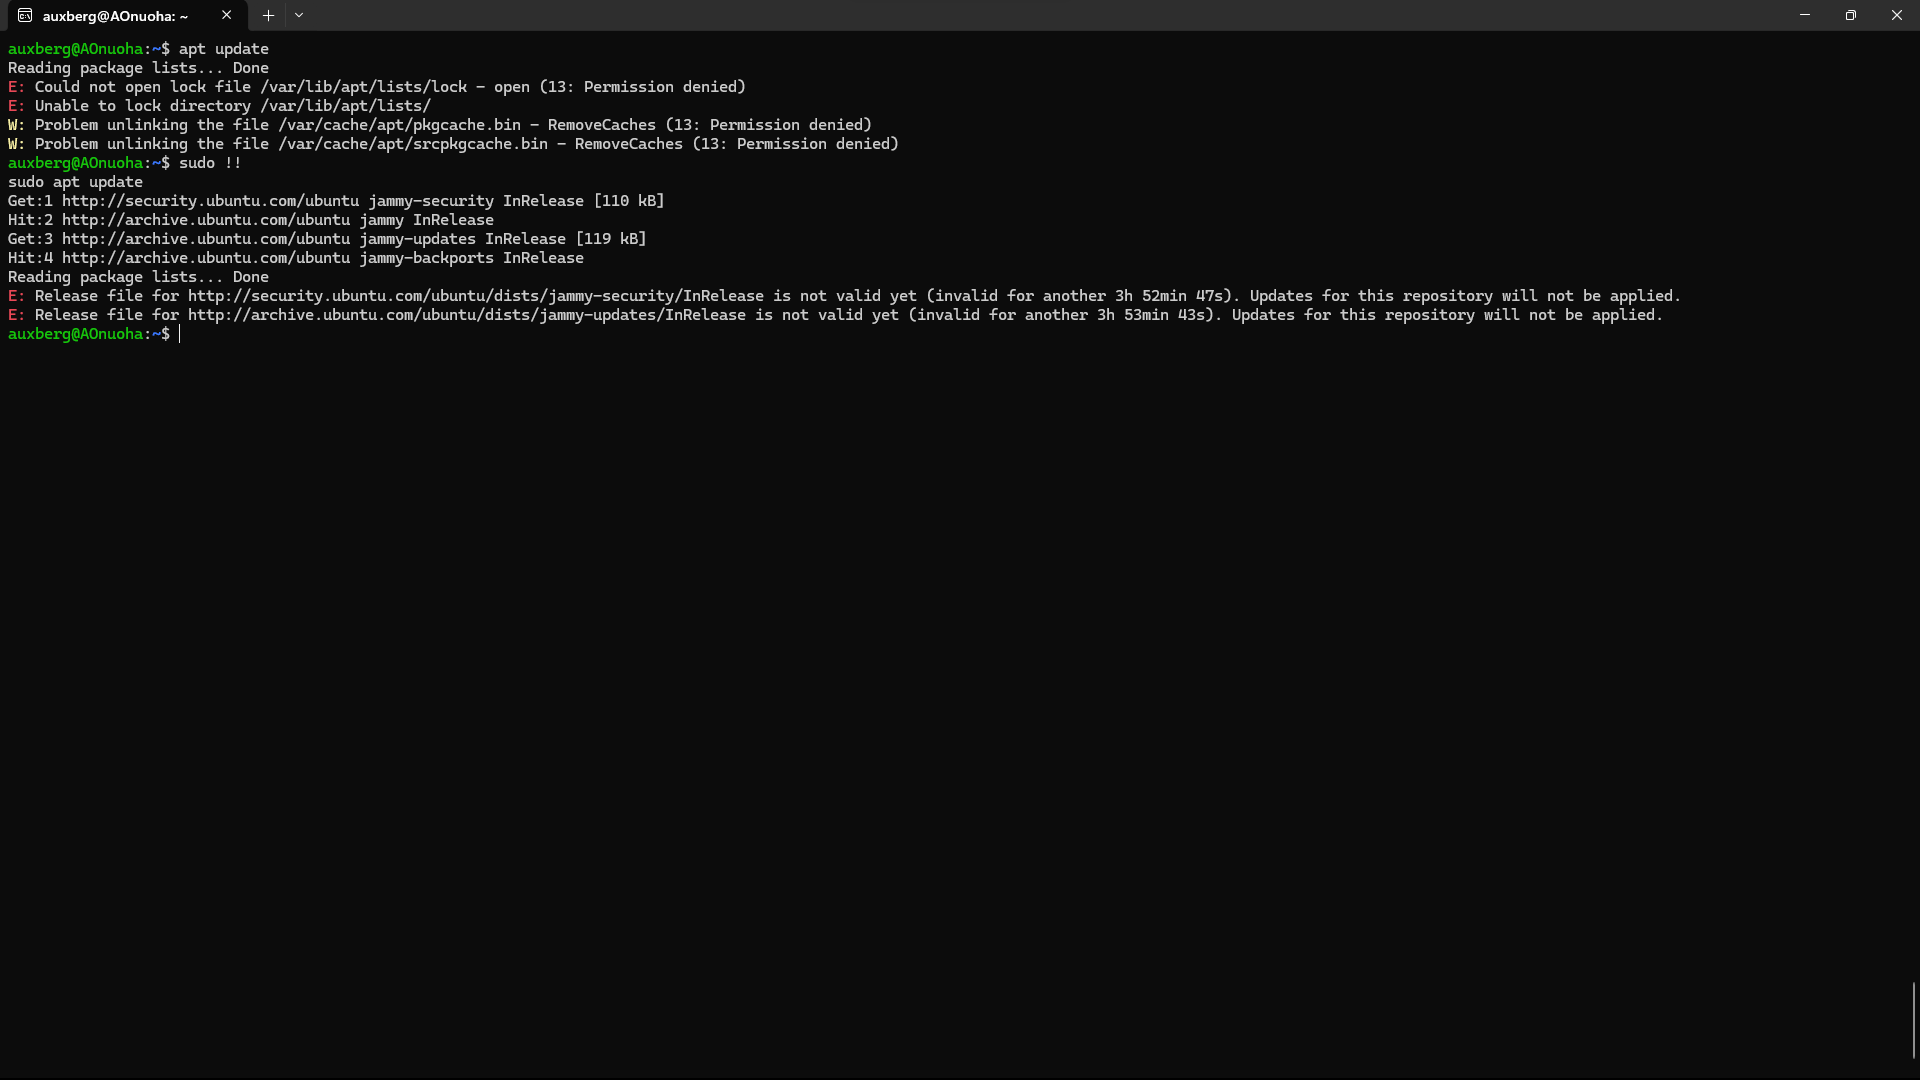 auxberg@AOnuoha: ~
auxberg@AOnuoha:~$ apt update
Reading package lists... Done
E: Could not open lock file /var/lib/apt/lists/lock - open (13: Permission denied)
E: Unable to lock directory /var/lib/apt/lists/
W: Problem unlinking the file /var/cache/apt/pkgcache.bin - RemoveCaches (13: Permission denied)
W: Problem unlinking the file /var/cache/apt/srcpkgcache.bin - RemoveCaches (13: Permission denied)
auxberg@AOnuoha:~$ sudo !!
sudo apt update
Get:1 http://security.ubuntu.com/ubuntu jammy-security InRelease [110 kB]
Hit:2 http://archive.ubuntu.com/ubuntu jammy InRelease
Get:3 http://archive.ubuntu.com/ubuntu jammy-updates InRelease [119 kB]
Hit:4 http://archive.ubuntu.com/ubuntu jammy-backports InRelease
Reading package lists... Done
E: Release file for http://security.ubuntu.com/ubuntu/dists/jammy-security/InRelease is not valid yet (invalid for another 3h 52min 47s). Updates for this repository will not be applied.
E: Release file for http://archive.ubuntu.com/ubuntu/dists/jammy-updates/InRelease is not valid yet (invalid for another 3h 53min 43s). Updates for this repository will not be applied.
auxberg@AOnuoha:~$